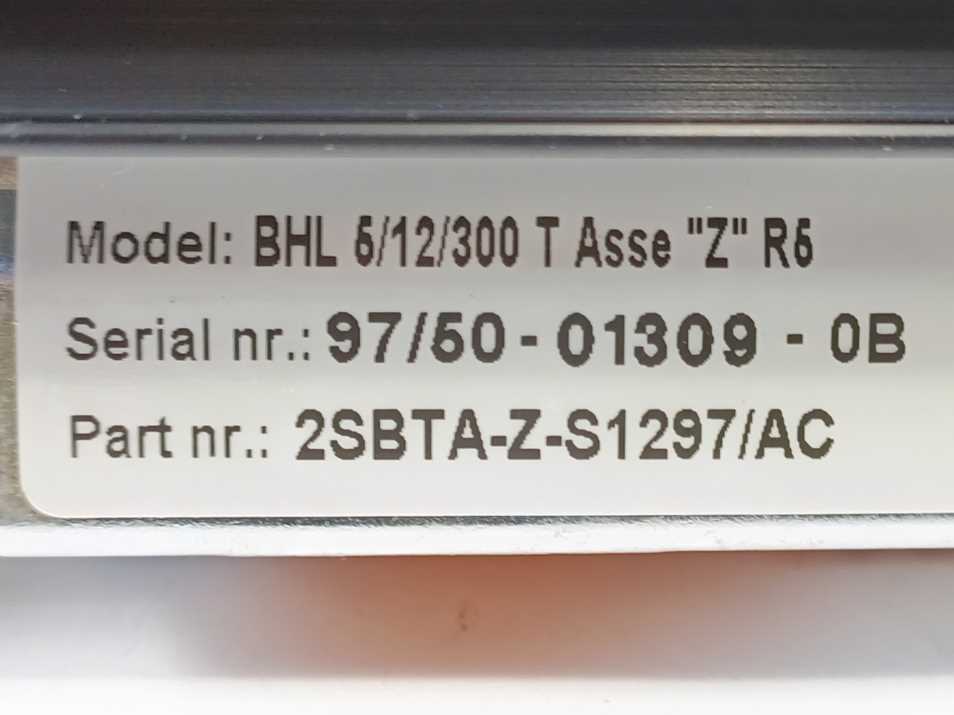 Model: BHL 5/12/300 T Asse "Z" R5
Serial nr.: 97/50-01309 - 0B
Part nr.: 2SBTA-Z-S1297/AC